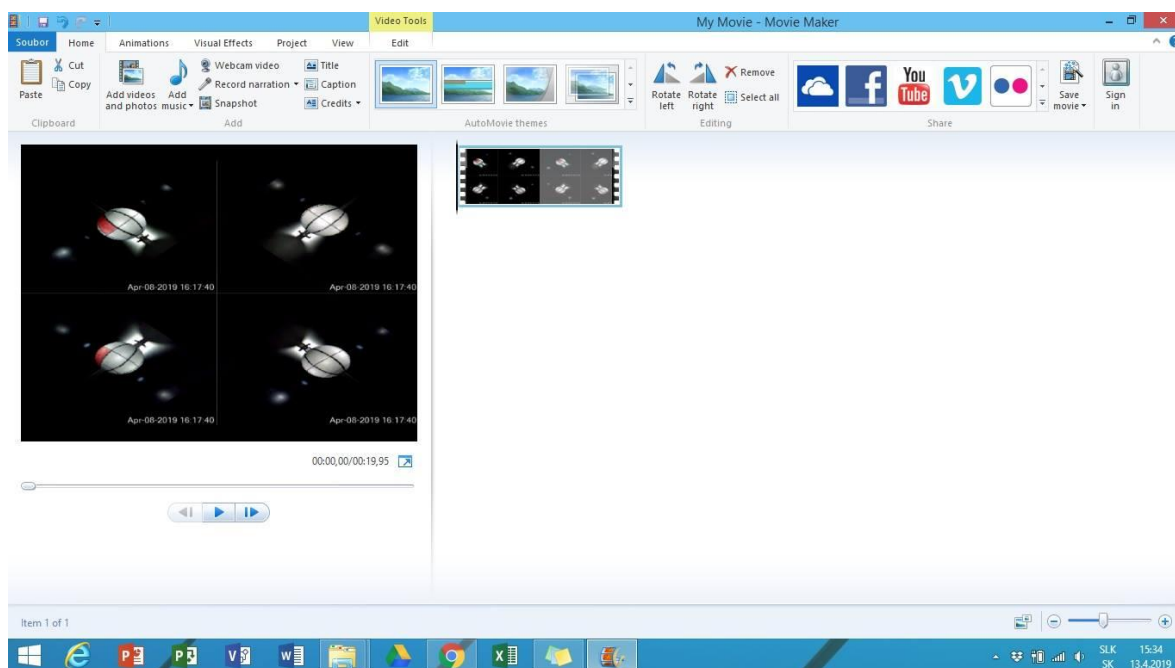 Video Tools
My Movie - Movie Maker
Soubor Home Animations Visual Effects Project View Edit
Paste
Cut
Copy
Clipboard
Add videos and photos
Add music
Webcam video
Record narration
Snapshot
Title
Caption
Credits
Add
AutoMovie themes
Rotate left
Rotate right
Remove
Select all
Editing
You Tube
Share
Save movie
Sign in
Apr-08-2019 16:17:40
Apr-08-2019 16:17:40
Apr-08-2019 16:17:40
Apr-08-2019 16:17:40
00:00,00/00:19,95
Item 1 of 1
SLK 15:34
SK 13.4.2019